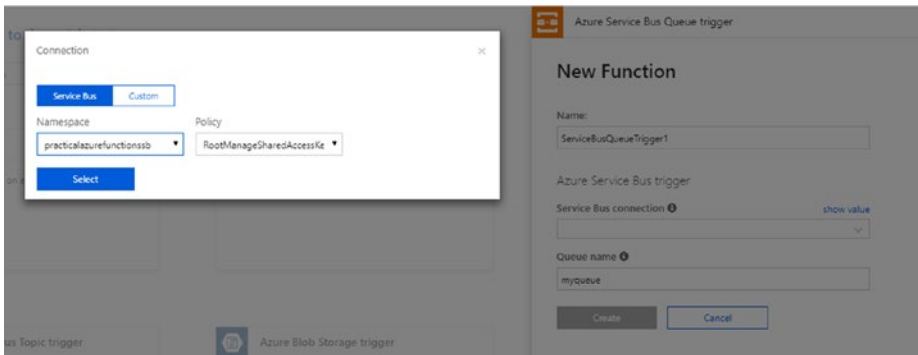 to
Connection
×
Service Bus Custom
Namespace Policy
practicalazurefunctionssb RootManageSharedAccessKe
Select
on a
us Topic trigger
Azure Blob Storage trigger
Azure Service Bus Queue trigger
New Function
Name:
ServiceBusQueueTrigger1
Azure Service Bus trigger
Service Bus connection show value
Queue name
myqueue
Create Cancel